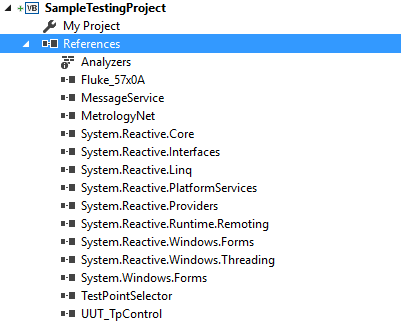 VB SampleTestingProject
My Project
References
Analyzers
Fluke_57x0A
MessageService
MetrologyNet
System.Reactive.Core
System.Reactive.Interfaces
System.Reactive.Linq
System.Reactive.PlatformServices
System.Reactive.Providers
System.Reactive.Runtime.Remoting
System.Reactive.Windows.Forms
System.Reactive.Windows.Threading
System.Windows.Forms
TestPointSelector
UUT_TpControl